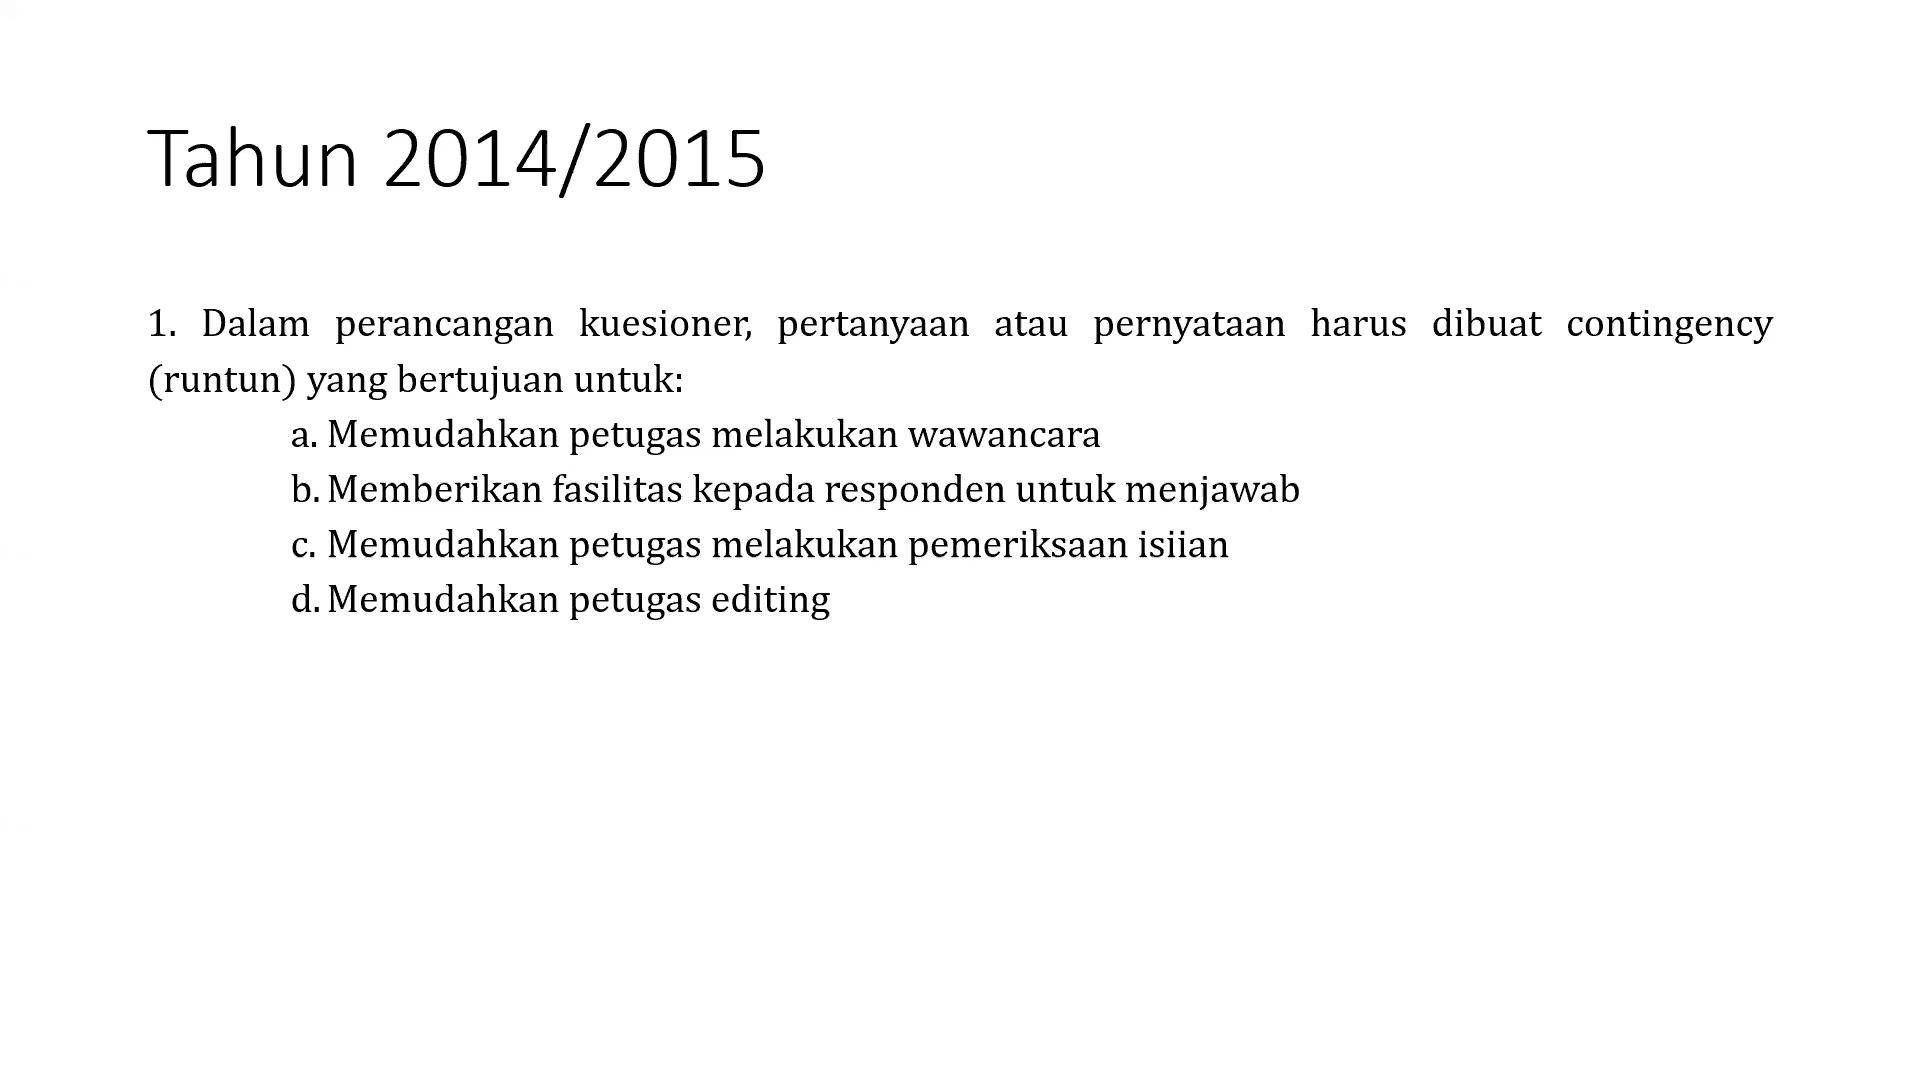 Tahun 2014/2015
1. Dalam perancangan kuesioner, pertanyaan atau pernyataan harus dibuat contingency
(runtun) yang bertujuan untuk:
a. Memudahkan petugas melakukan wawancara
b. Memberikan fasilitas kepada responden untuk menjawab
c. Memudahkan petugas melakukan pemeriksaan isiian
d. Memudahkan petugas editing